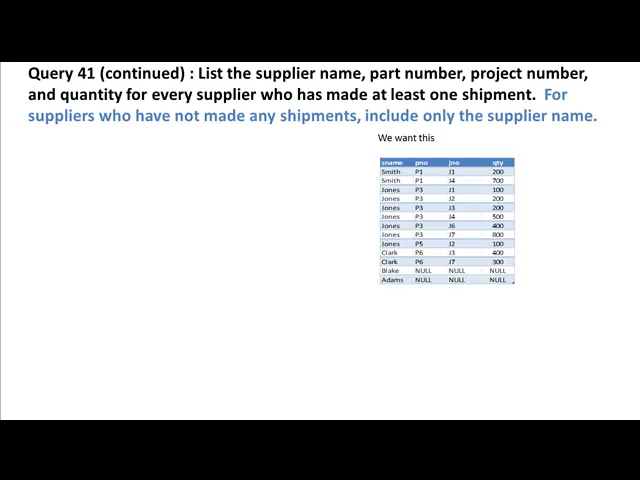 Query 41 (continued) : List the supplier name, part number, project number,
and quantity for every supplier who has made at least one shipment. For
suppliers who have not made any shipments, include only the supplier name.
We want this
sname pno jno qty
Smith P1 J1 200
Smith P1 J4 700
Jones P3 J1 100
Jones P3 J2 200
Jones P3 J3 200
Jones P3 J4 500
Jones P3 J6 400
Jones P3 J7 800
Jones P5 J2 100
Clark P6 J3 400
Clark P6 J7 300
Blake NULL NULL NULL
Adams NULL NULL NULL